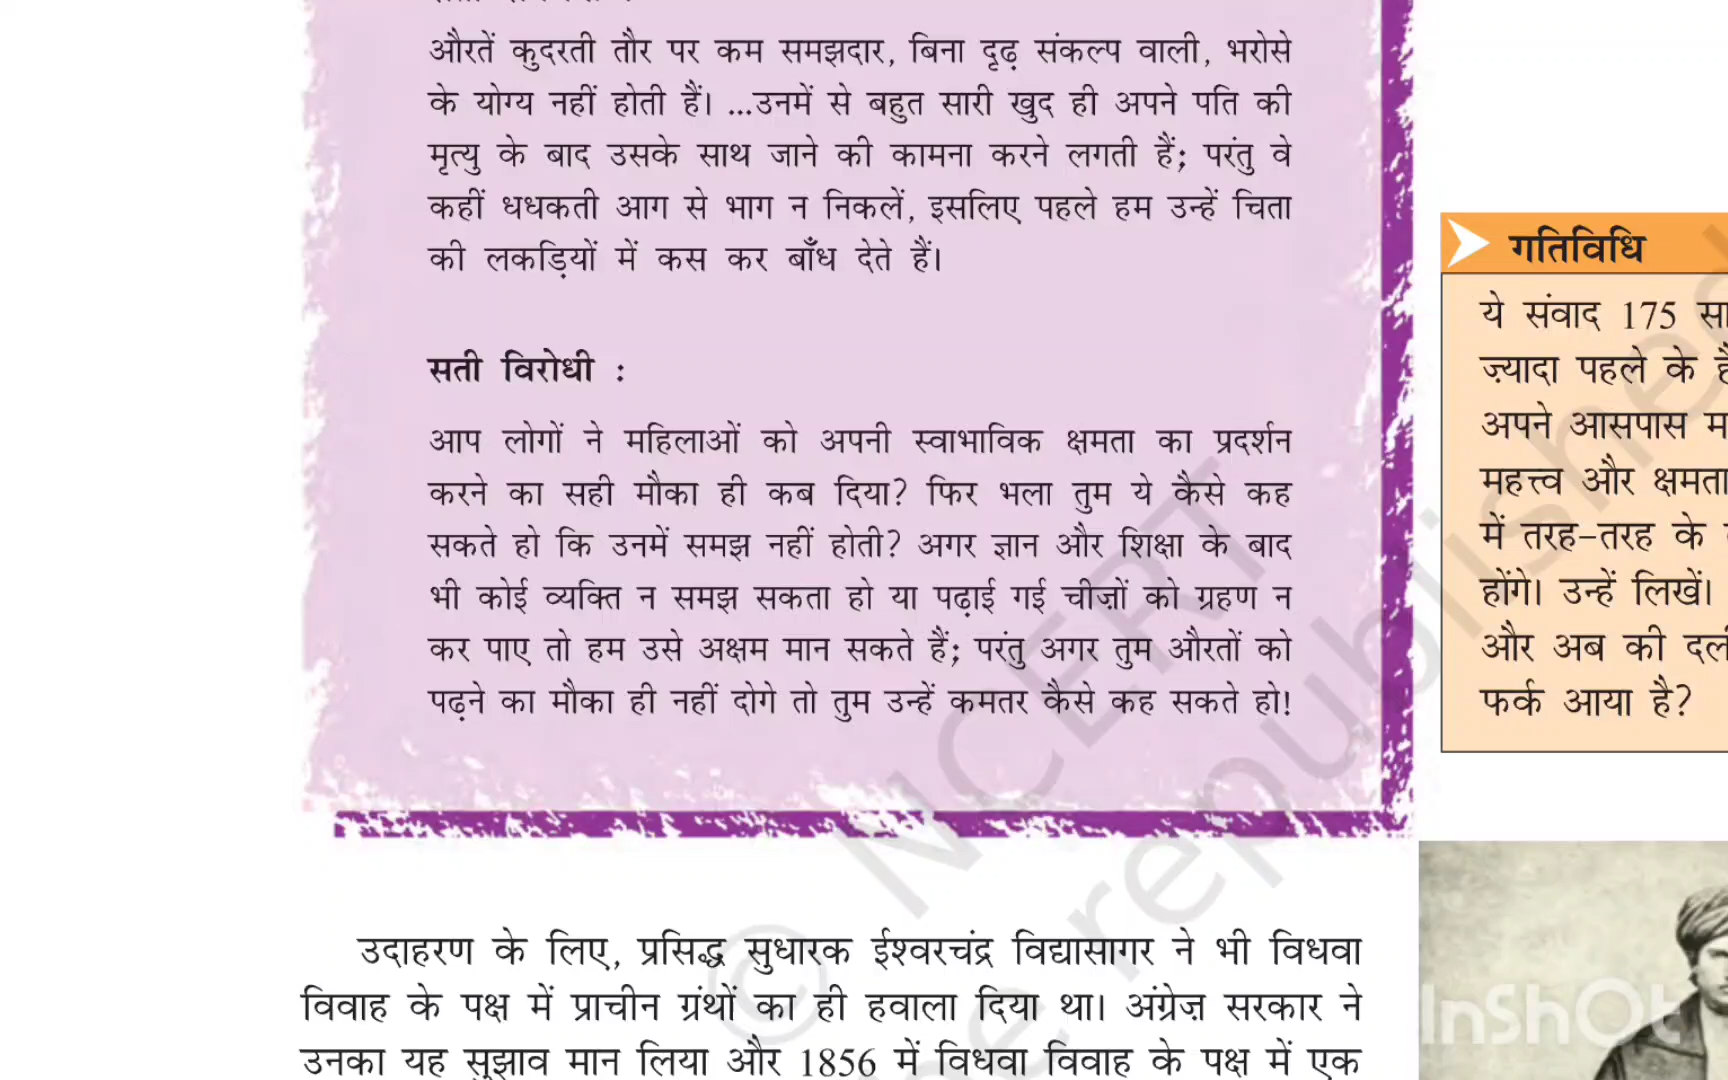 औरतें कुदरती तौर पर कम समझदार, बिना दृढ़ संकल्प वाली, भरोसे
के योग्य नहीं होती हैं। ...उनमें से बहुत सारी खुद ही अपने पति की
मृत्यु के बाद उसके साथ जाने की कामना करने लगती हैं; परंतु वे
कहीं धधकती आग से भाग न निकलें, इसलिए पहले हम उन्हें चिता
की लकड़ियों में कस कर बाँध देते हैं।
सती विरोधी :
आप लोगों ने महिलाओं को अपनी स्वाभाविक क्षमता का प्रदर्शन
करने का सही मौका ही कब दिया? फिर भला तुम ये कैसे कह
सकते हो कि उनमें समझ नहीं होती? अगर ज्ञान और शिक्षा के बाद
भी कोई व्यक्ति न समझ सकता हो या पढ़ाई गई चीज़ों को ग्रहण न
कर पाए तो हम उसे अक्षम मान सकते हैं; परंतु अगर तुम औरतों को
पढ़ने का मौका ही नहीं दोगे तो तुम उन्हें कमतर कैसे कह सकते हो!
गतिविधि
ये संवाद 175
ज़्यादा पहले के
अपने आसपास
महत्त्व और क्षमता
में तरह-तरह के
होंगे। उन्हें लिखें।
और अब की
फर्क आया है?
उदाहरण के लिए, प्रसिद्ध सुधारक ईश्वरचंद्र विद्यासागर ने भी विधवा
विवाह के पक्ष में प्राचीन ग्रंथों का ही हवाला दिया था। अंग्रेज़ सरकार ने
उनका यह सुझाव मान लिया और 1856 में विधवा विवाह के पक्ष में एक
© NCERT
republished
InShOt